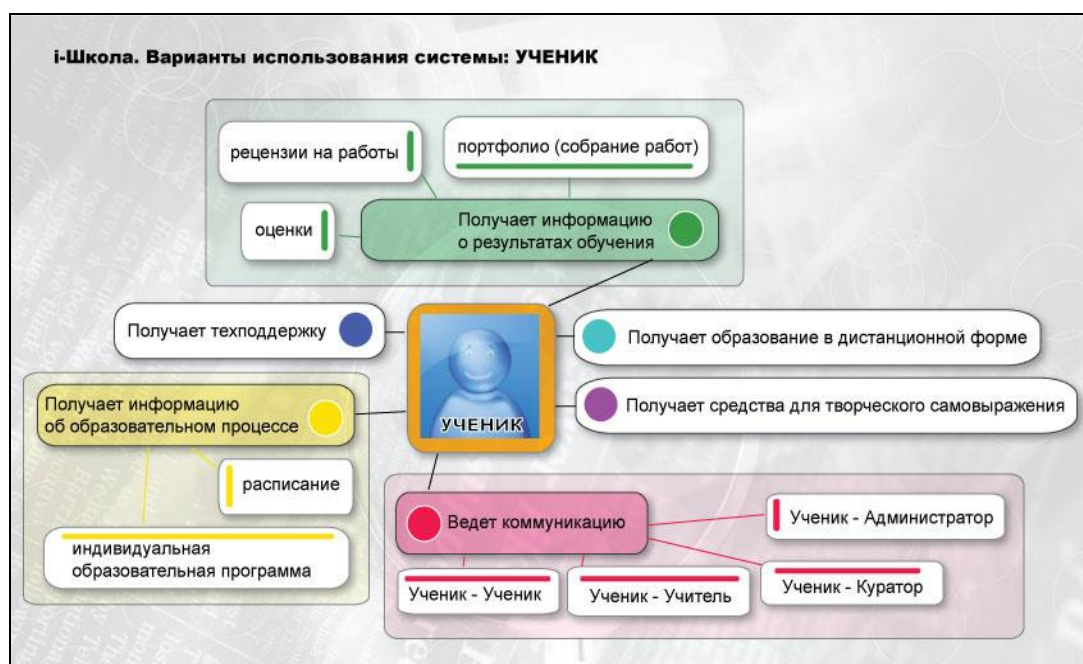 i-Школа. Варианты использования системы: УЧЕНИК
рецензии на работы
портфолио (собрание работ)
оценки
Получает информацию
о результатах обучения
Получает техподдержку
Получает образование в дистанционной форме
УЧЕНИК
Получает информацию
об образовательном процессе
Получает средства для творческого самовыражения
расписание
индивидуальная
образовательная программа
Ведет коммуникацию
Ученик - Администратор
Ученик - Ученик
Ученик - Учитель
Ученик - Куратор